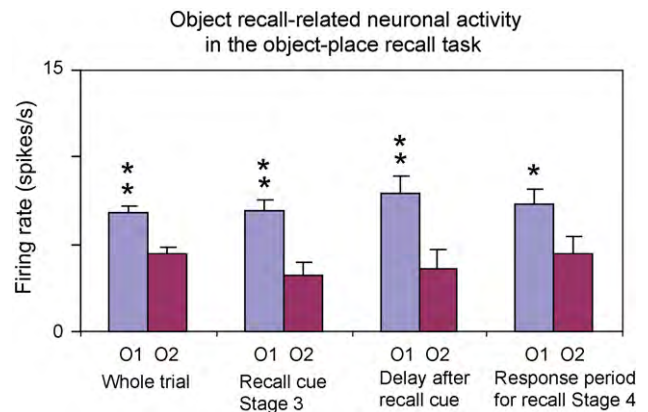 Object recall-related neuronal activity
in the object-place recall task
15
Firing rate (spikes/s)
0
* * * * * * *
O1 O2 O1 O2 O1 O2 O1 O2
Whole trial
Recall cue
Stage 3
Delay after
recall cue
Response period
for recall Stage 4